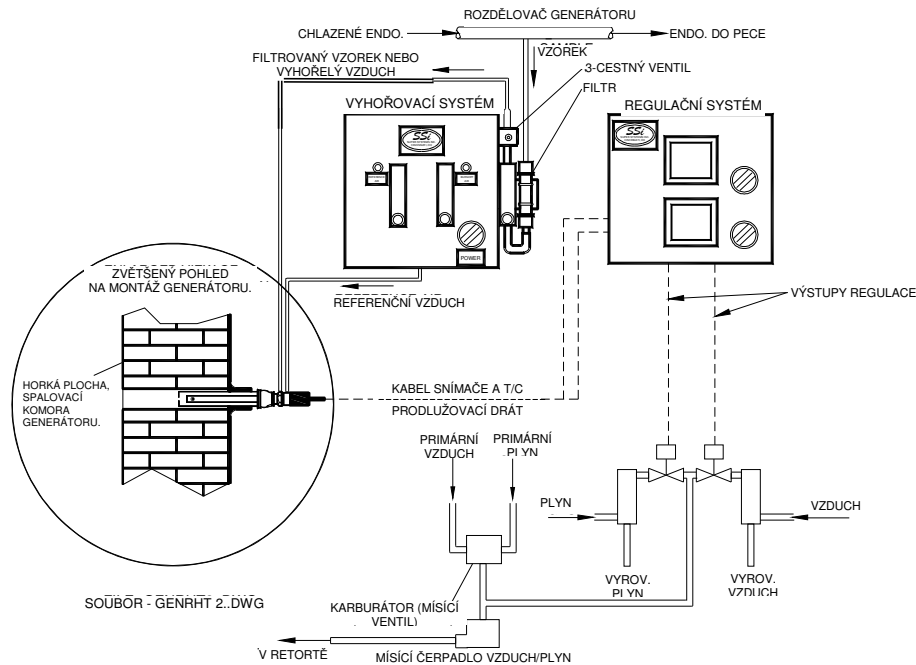 ROZDĚLOVAČ GENERÁTORU
CHLAZENÉ ENDO.
ENDO. DO PECE
VZOREK
FILTROVANÝ VZOREK NEBO
VYHOŘELÝ VZDUCH
3-CESTNÝ VENTIL
FILTR
VYHOŘOVACÍ SYSTÉM
REGULAČNÍ SYSTÉM
SSi
SSi
POWER
ZVĚTŠENÝ POHLED
NA MONTÁŽ GENERÁTORU.
REFERENČNÍ VZDUCH
VÝSTUPY REGULACE
HORKÁ PLOCHA,
SPALOVACÍ
KOMORA
GENERÁTORU.
KABEL SNÍMAČE A T/C
PRODLUŽOVACÍ DRÁT
PRIMÁRNÍ
VZDUCH
PRIMÁRNÍ
PLYN
PLYN
VZDUCH
VYROV.
PLYN
VYROV.
VZDUCH
SOUBOR - GENRHT 2..DWG
KARBURÁTOR (MÍSÍCÍ
VENTIL)
V RETORTĚ
MÍSÍCÍ ČERPADLO VZDUCH/PLYN